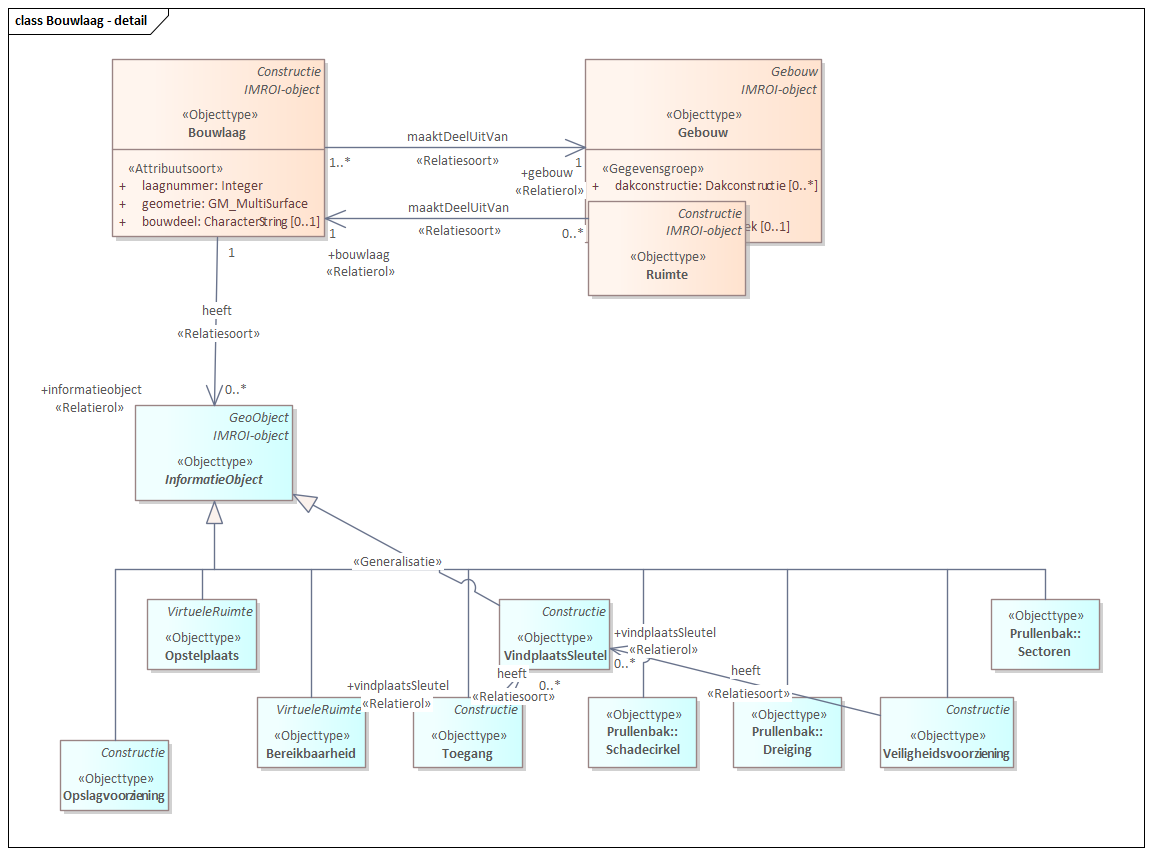 class Bouwlaag - detail
Constructie
IMROI-object
«Objecttype»
Bouwlaag
«Attribuutsoort»
+ laagnummer: Integer
+ geometrie: GM_MultiSurface
+ bouwdeel: CharacterString [0..1]
Gebouw
IMROI-object
«Objecttype»
Gebouw
«Gegevensgroep»
+ dakconstructie: Dakconstructie [0..*]
ek [0..1]
maaktDeelUitVan
1..*
«Relatiesoort»
1
+gebouw
«Relatierol»
maaktDeelUitVan
1
«Relatiesoort»
0..*
+bouwlaag
«Relatierol»
Constructie
IMROI-object
«Objecttype»
Ruimte
1
heeft
«Relatiesoort»
+informatieobject
0..*
«Relatierol»
GeoObject
IMROI-object
«Objecttype»
InformatieObject
«Generalisatie»
VirtueleRuimte
«Objecttype»
Opstelplaats
Constructie
«Objecttype»
VindplaatsSleutel
+vindplaatsSleutel
«Relatierol»
0..*
«Objecttype»
Prullenbak::
Sectoren
heeft
«Relatiesoort»
heeft
0..*
«Relatiesoort»
+vindplaatsSleutel
«Relatierol»
VirtueleRuimte
«Objecttype»
Bereikbaarheid
Constructie
«Objecttype»
Toegang
«Objecttype»
Prullenbak::
Schadecirkel
«Objecttype»
Prullenbak::
Dreiging
Constructie
«Objecttype»
Veiligheidsvoorziening
Constructie
«Objecttype»
Opslagvoorziening